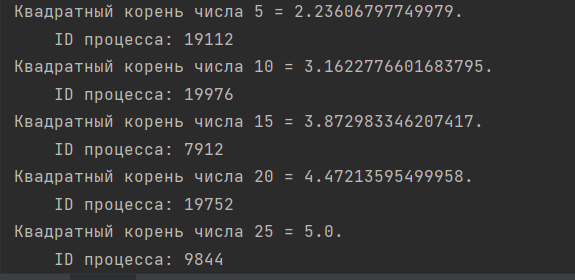 Квадратный корень числа 5 = 2.23606797749979.
ID процесса: 19112
Квадратный корень числа 10 = 3.1622776601683795.
ID процесса: 19976
Квадратный корень числа 15 = 3.872983346207417.
ID процесса: 7912
Квадратный корень числа 20 = 4.47213595499958.
ID процесса: 19752
Квадратный корень числа 25 = 5.0.
ID процесса: 9844